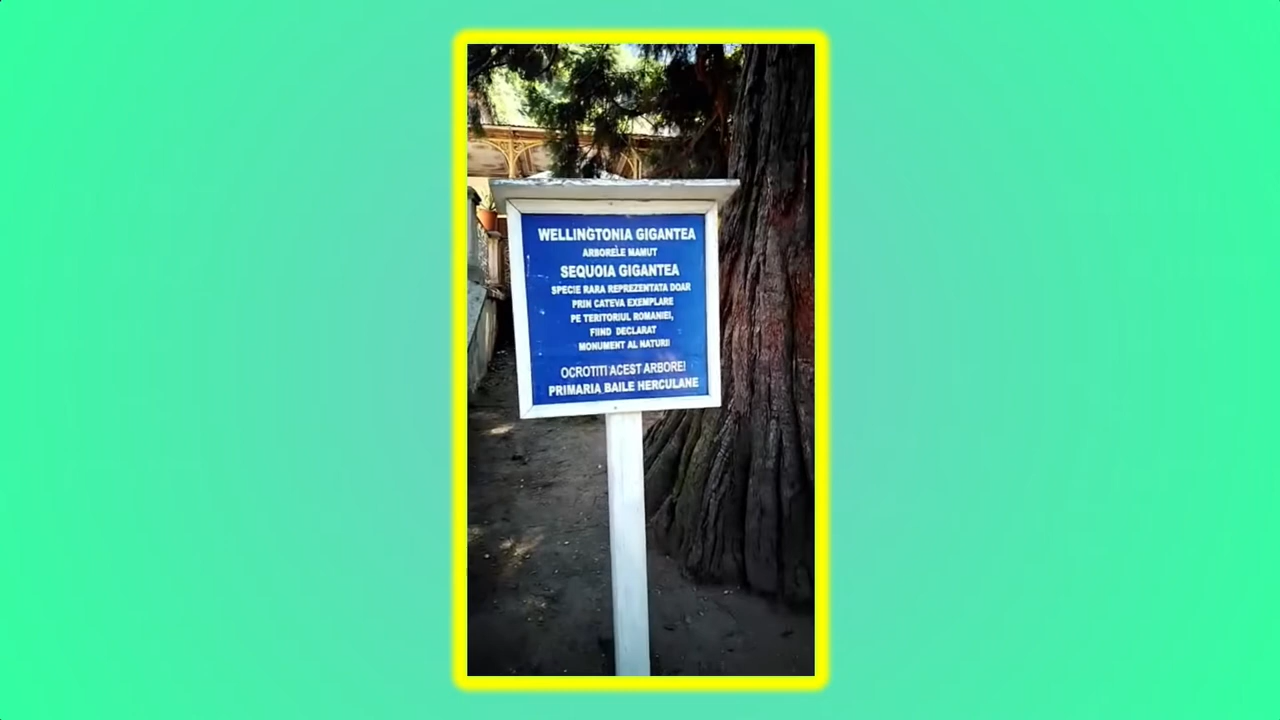 WELLINGTONIA GIGANTEA
ARBORELE MAMUT
SEQUOIA GIGANTEA
SPECIE RARA REPREZENTATA DOAR
PRIN CATEVA EXEMPLARE
PE TERITORIUL ROMANIEI,
FIIND DECLARAT
MONUMENT AL NATURII
OCROTITI ACEST ARBORE!
PRIMARIA BAILE HERCULANE